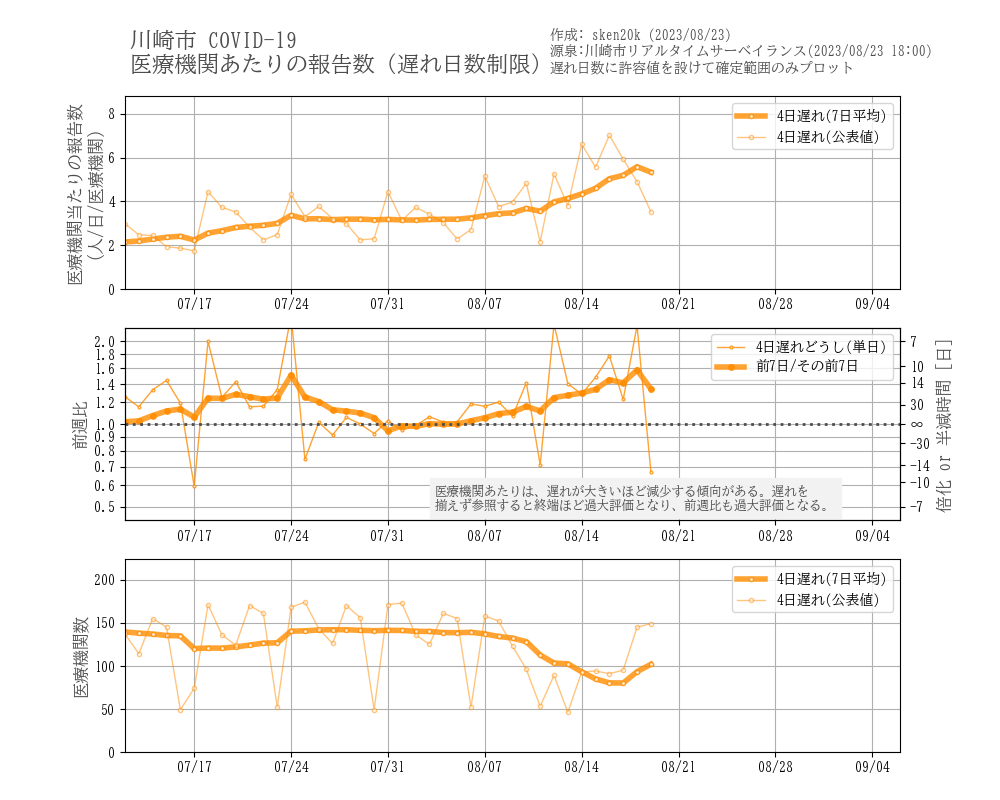 川崎市 COVID-19
医療機関あたりの報告数 (遅れ日数制限)
作成: sken20k (2023/08/23)
源泉:川崎市リアルタイムサーベイランス(2023/08/23 18:00)
遅れ日数に許容値を設けて確定範囲のみプロット
医療機関当たりの報告数
(人/日/医療機関)
8
6
4
2
0
4日遅れ(7日平均)
4日遅れ(公表値)
07/17 07/24 07/31 08/07 08/14 08/21 08/28 09/04
前週比
2.0
1.8
1.6
1.4
1.2
1.0
0.9
0.8
0.7
0.6
0.5
4日遅れどうし(単日)
前7日/その前7日
7
10
14
30
∞
-30
-14
-10
-7
倍化 or 半減時間 [日]
医療機関あたりは、遅れが大きいほど減少する傾向がある。遅れを
揃えず参照すると終端ほど過大評価となり、前週比も過大評価となる。
07/17 07/24 07/31 08/07 08/14 08/21 08/28 09/04
医療機関数
200
150
100
50
0
4日遅れ(7日平均)
4日遅れ(公表値)
07/17 07/24 07/31 08/07 08/14 08/21 08/28 09/04